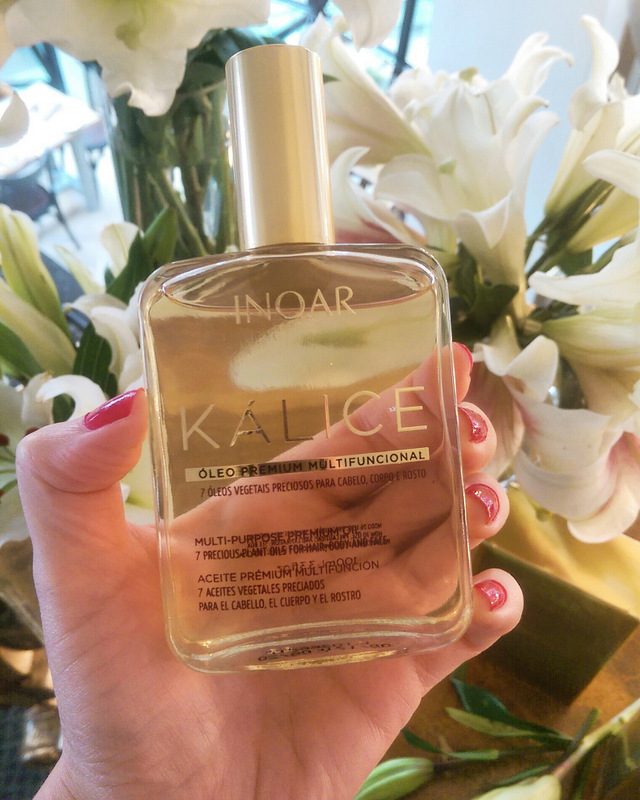 INOAR
KÁLICE
ÓLEO PREMIUM MULTIFUNCIONAL
7 ÓLEOS VEGETAIS PRECIOSOS PARA CABELO, CORPO E ROSTO
MULTI-PURPOSE PREMIUM OIL
7 PRECIOUS PLANT OILS FOR HAIR, BODY AND FACE
ACEITE PRÉMIUM MULTIFUNCIÓN
7 ACEITES VEGETALES PRECIADOS
PARA EL CABELLO, EL CUERPO Y EL ROSTRO